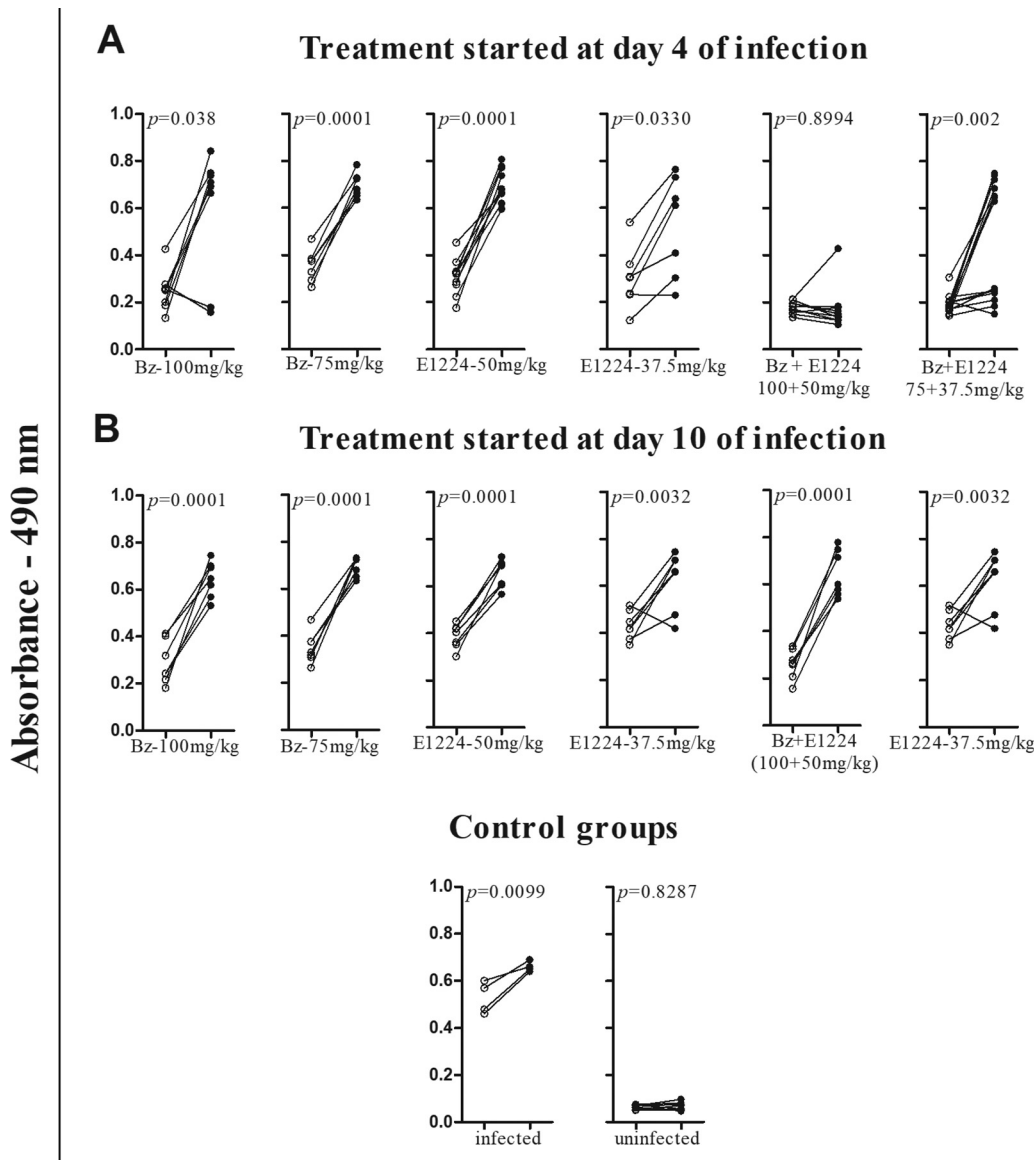 A
Treatment started at day 4 of infection
p=0.038
p=0.0001
p=0.0001
p=0.0330
p=0.8994
p=0.002
1.0
0.8
0.6
0.4
0.2
0.0
Bz-100mg/kg
Bz-75mg/kg
E1224-50mg/kg
E1224-37.5mg/kg
Bz + E1224
100+50mg/kg
Bz+E1224
75+37.5mg/kg
B
Treatment started at day 10 of infection
p=0.0001
p=0.0001
p=0.0001
p=0.0032
p=0.0001
p=0.0032
1.0
0.8
0.6
0.4
0.2
0.0
Bz-100mg/kg
Bz-75mg/kg
E1224-50mg/kg
E1224-37.5mg/kg
Bz+E1224
(100+50mg/kg)
E1224-37.5mg/kg
Absorbance - 490 nm
Control groups
p=0.0099
p=0.8287
1.0
0.8
0.6
0.4
0.2
0.0
infected
uninfected